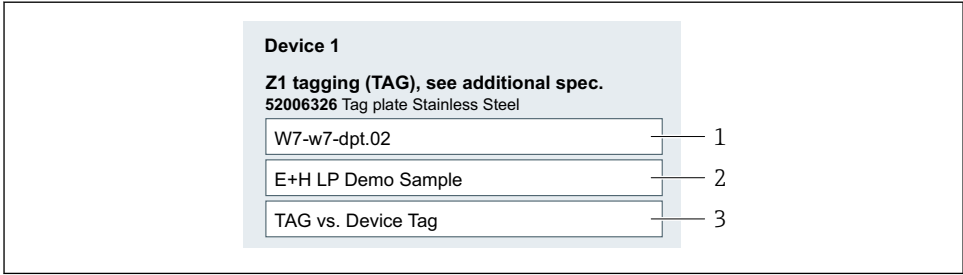 Device 1
Z1 tagging (TAG), see additional spec.
52006326 Tag plate Stainless Steel
W7-w7-dpt.02 1
E+H LP Demo Sample 2
TAG vs. Device Tag 3